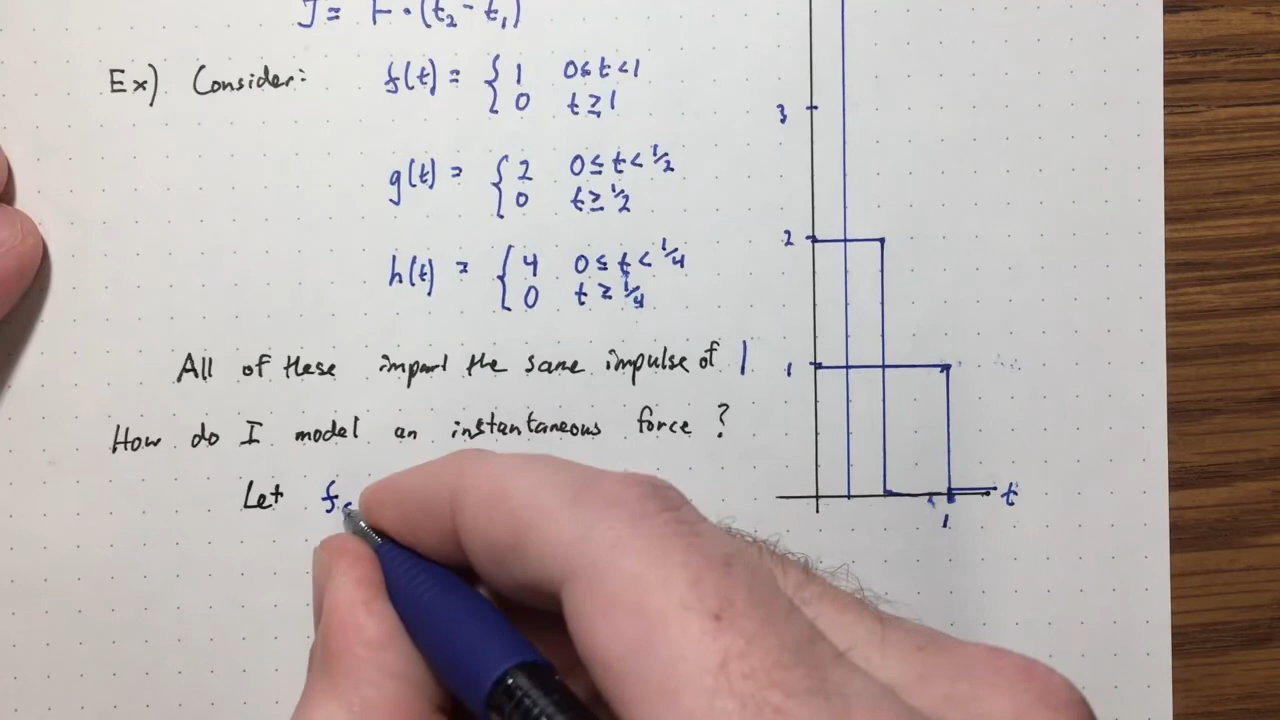 J = F · (t₂ - t₁)
Ex) Consider: f(t) = { 1 0≤t<1
0 t≥1
g(t) = { 2 0≤t<1/2
0 t≥1/2
h(t) = { 4 0≤t<1/4
0 t≥1/4
All of these impart the same impulse of 1
How do I model an instantaneous force?
Let f
3
2
1
t
1